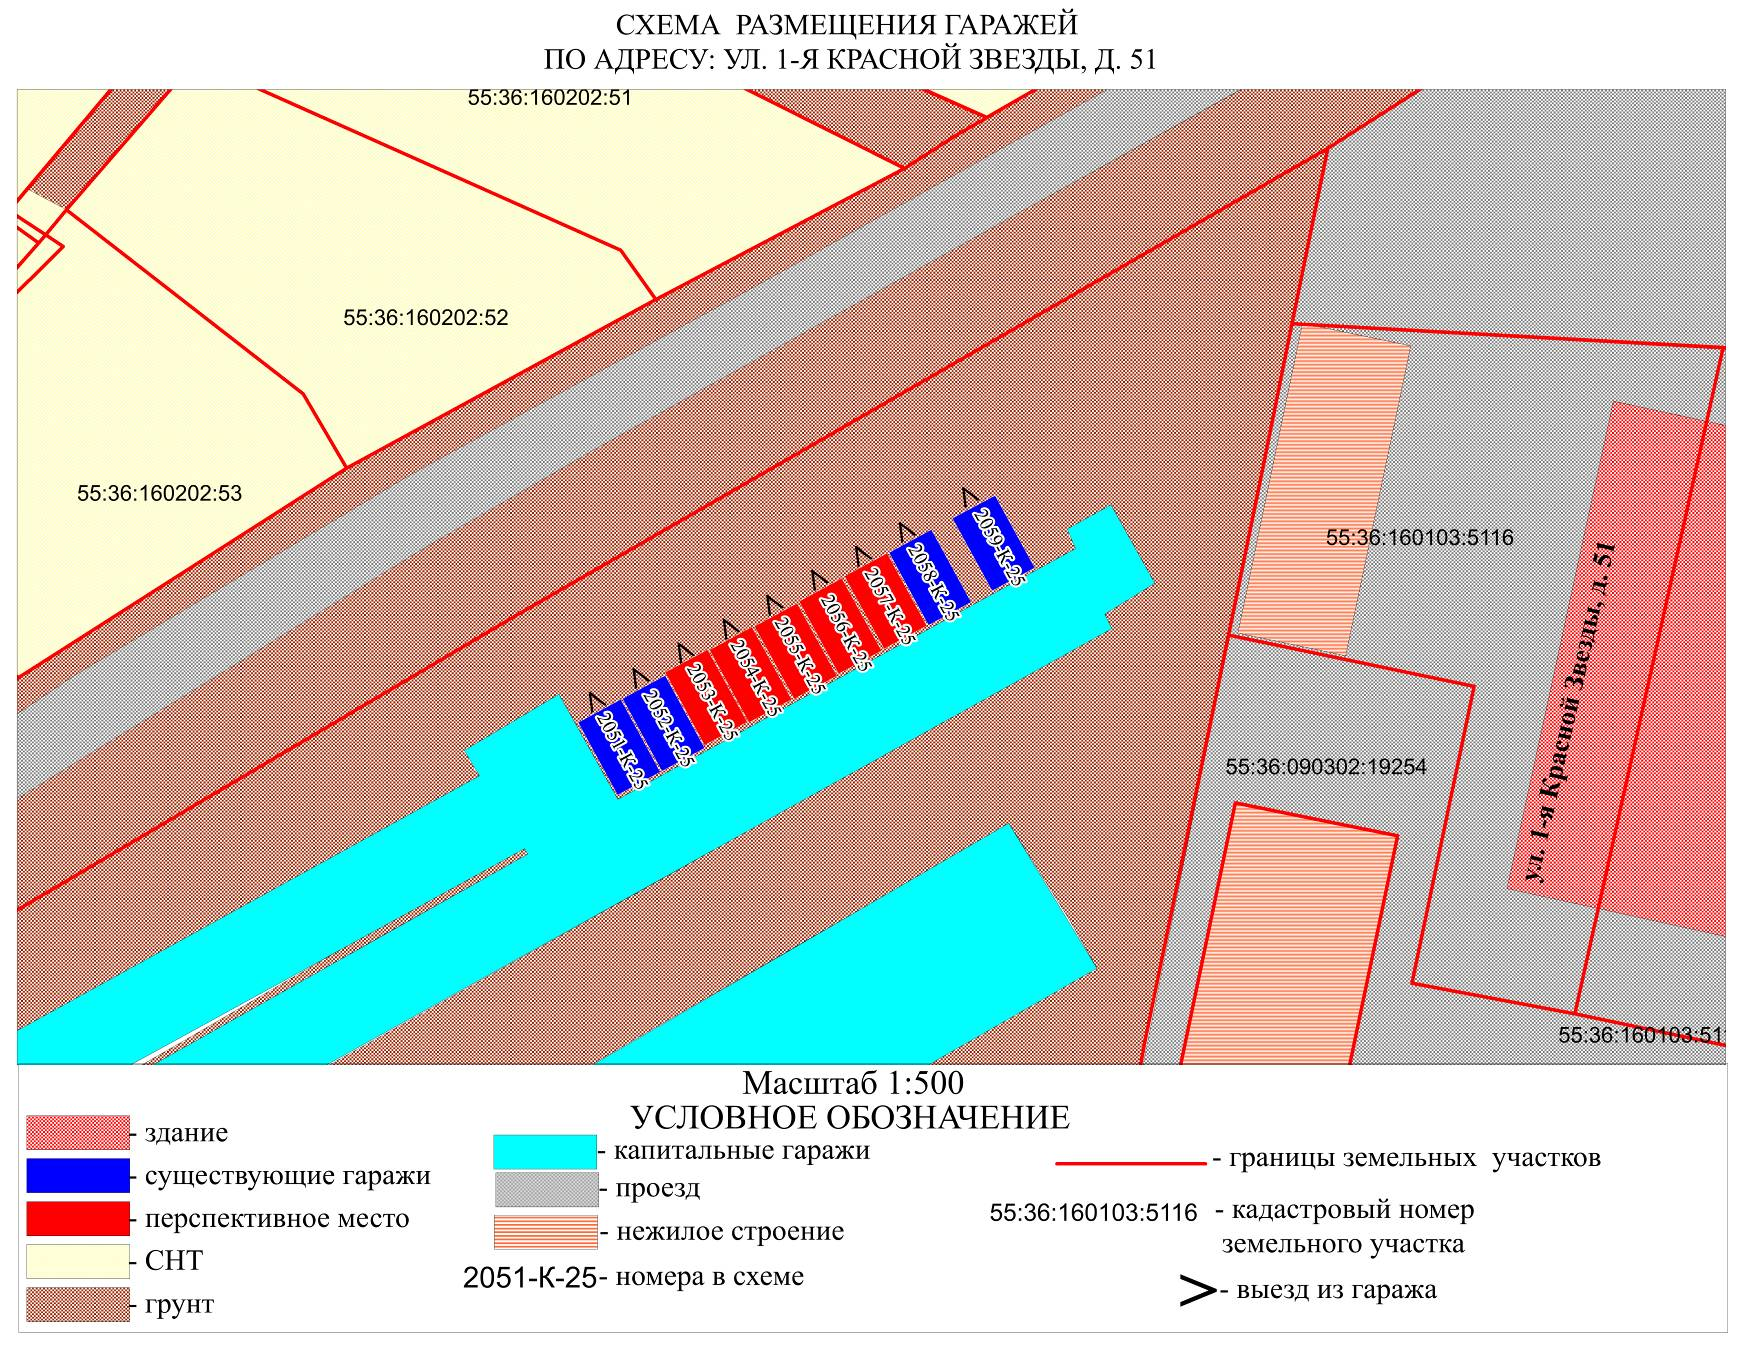 СХЕМА РАЗМЕЩЕНИЯ ГАРАЖЕЙ
ПО АДРЕСУ: УЛ. 1-Я КРАСНОЙ ЗВЕЗДЫ, Д. 51
55:36:160202:51
55:36:160202:52
55:36:160202:53
2059-К-25
2058-К-25
2057-К-25
2056-К-25
2055-К-25
2054-К-25
2053-К-25
2052-К-25
2051-К-25
55:36:160103:5116
ул. 1-я Красной Звезды, д. 51
55:36:090302:19254
55:36:160103:51
Масштаб 1:500
УСЛОВНОЕ ОБОЗНАЧЕНИЕ
- здание
- существующие гаражи
- перспективное место
- СНТ
- грунт
- капитальные гаражи
- проезд
- нежилое строение
2051-К-25 - номера в схеме
- границы земельных участков
55:36:160103:5116 - кадастровый номер
земельного участка
- выезд из гаража